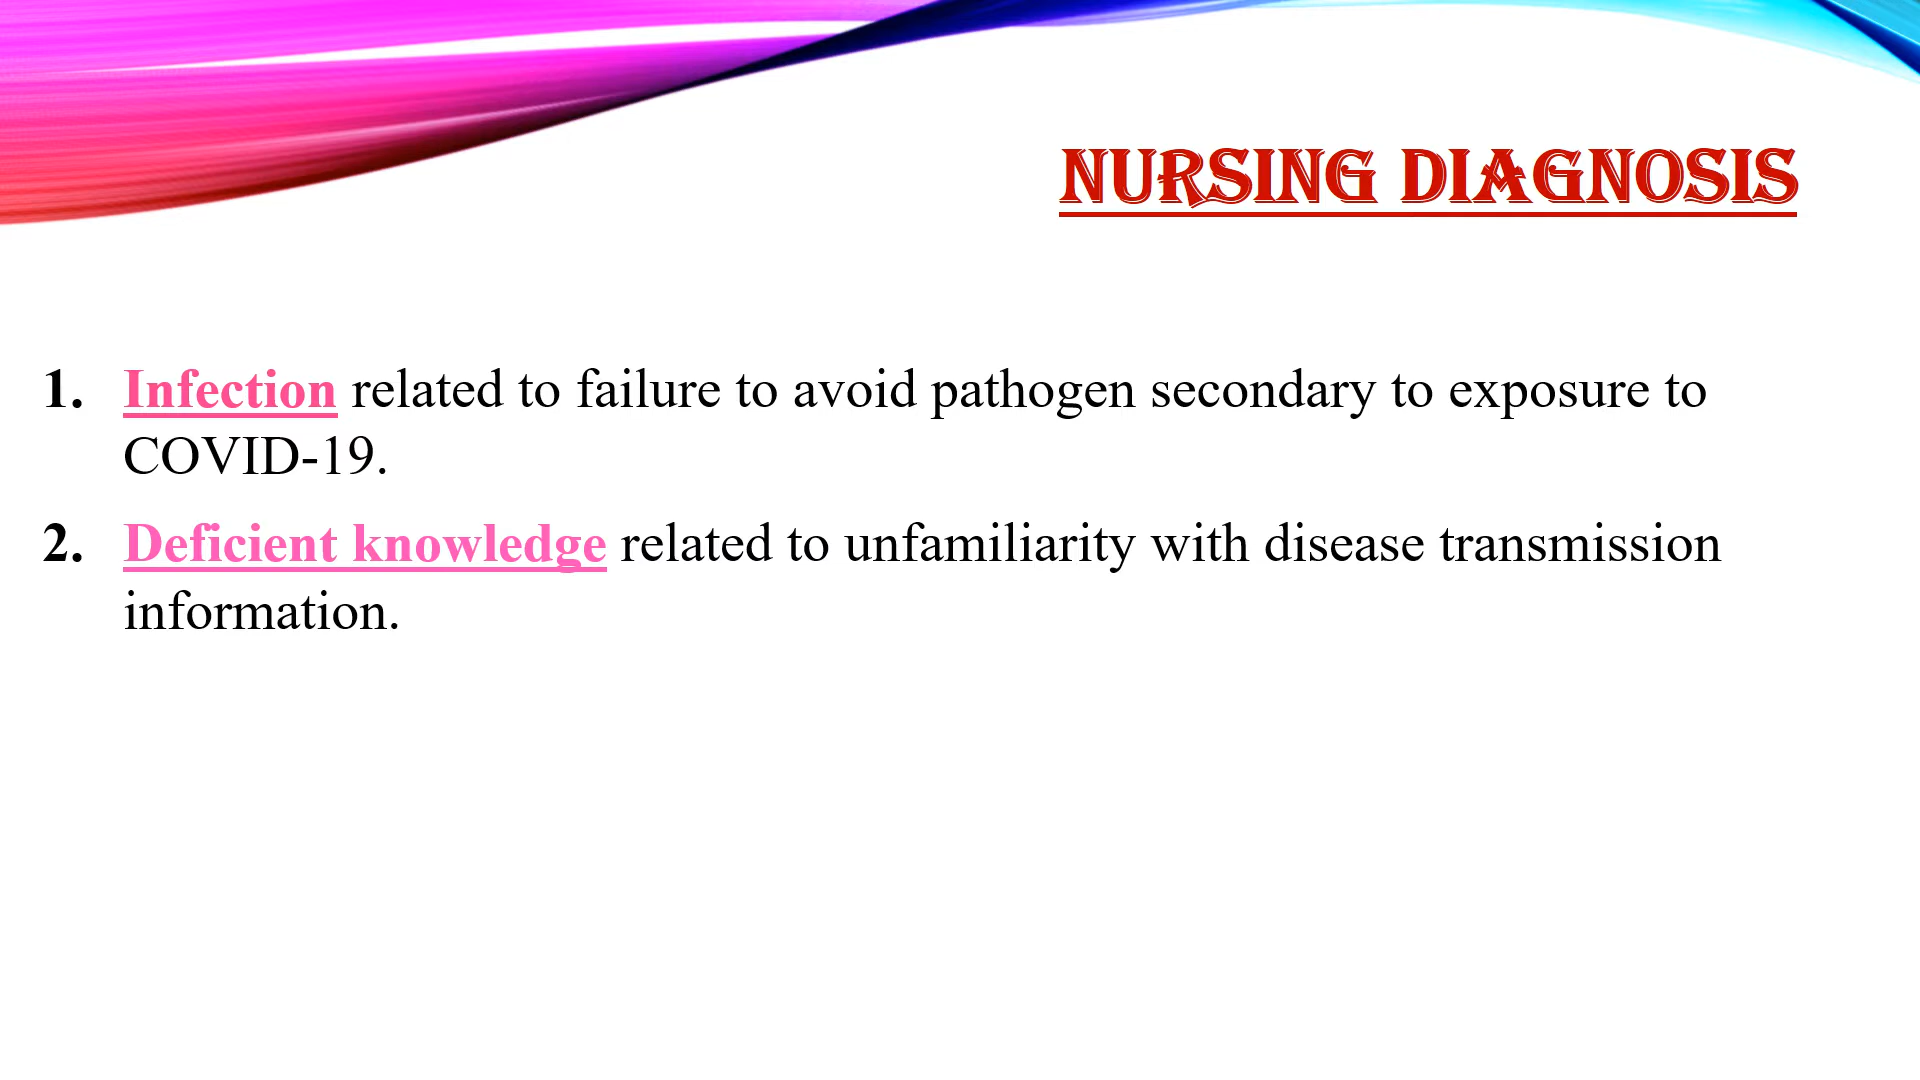 NURSING DIAGNOSIS
1. Infection related to failure to avoid pathogen secondary to exposure to
COVID-19.
2. Deficient knowledge related to unfamiliarity with disease transmission
information.